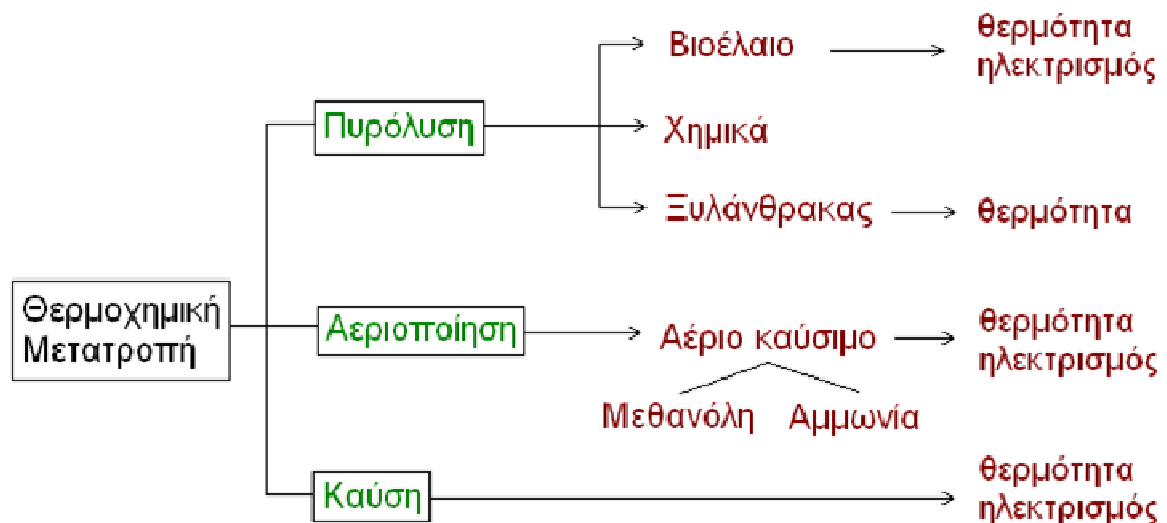 Θερμοχημική
Μετατροπή
Πυρόλυση
Βιοέλαιο
θερμότητα
ηλεκτρισμός
Χημικά
Ξυλάνθρακας
θερμότητα
Αεριοποίηση
Αέριο καύσιμο
θερμότητα
ηλεκτρισμός
Μεθανόλη Αμμωνία
Καύση
θερμότητα
ηλεκτρισμός